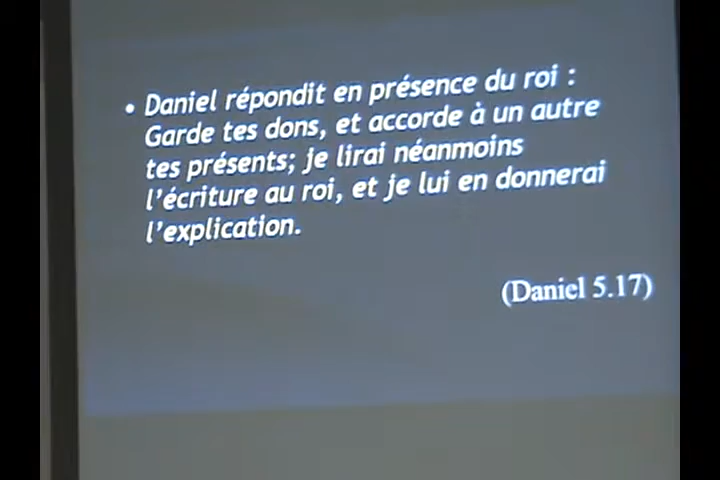 • Daniel répondit en présence du roi :
Garde tes dons, et accorde à un autre
tes présents; je lirai néanmoins
l'écriture au roi, et je lui en donnerai
l'explication.
(Daniel 5.17)